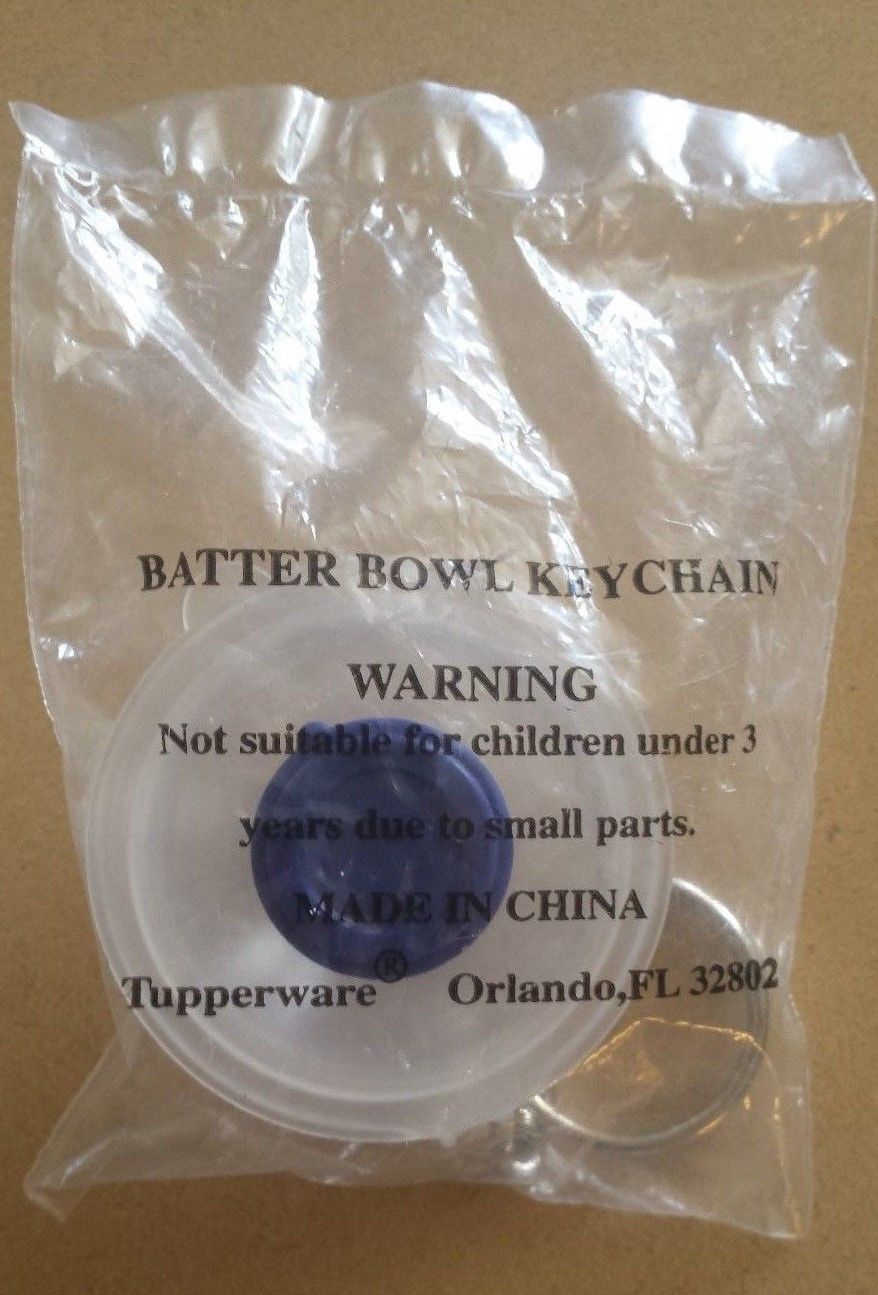 BATTER BOWL KEYCHAIN
WARNING
Not suitable for children under 3
years due to small parts.
MADE IN CHINA
Tupperware® Orlando,FL 32802